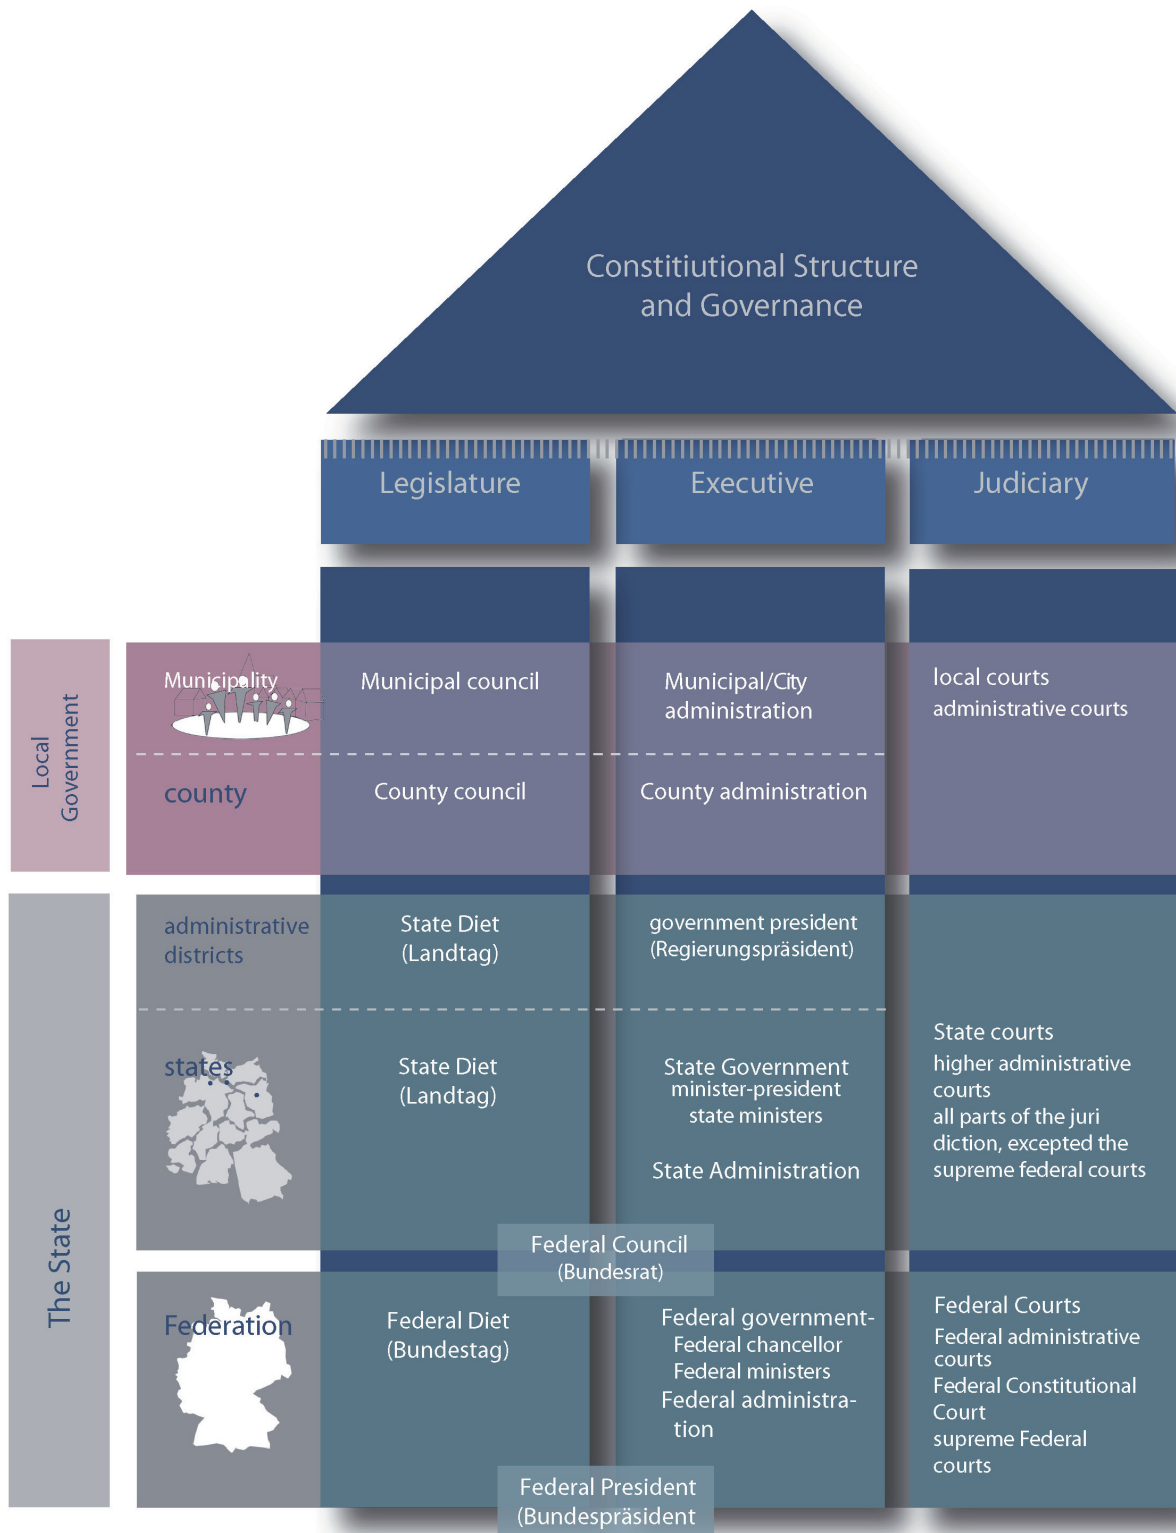 Constitiutional Structure
and Governance
Legislature
Executive
Judiciary
Local
Government
Municipality
Municipal council
Municipal/City
administration
local courts
administrative courts
county
County council
County administration
The State
administrative
districts
State Diet
(Landtag)
government president
(Regierungspräsident)
states
State Diet
(Landtag)
State Government
minister-president
state ministers
State Administration
State courts
higher administrative
courts
all parts of the juri
diction, excepted the
supreme federal courts
Federal Council
(Bundesrat)
Federation
Federal Diet
(Bundestag)
Federal government-
Federal chancellor
Federal ministers
Federal administra-
tion
Federal Courts
Federal administrative
courts
Federal Constitutional
Court
supreme Federal
courts
Federal President
(Bundespräsident